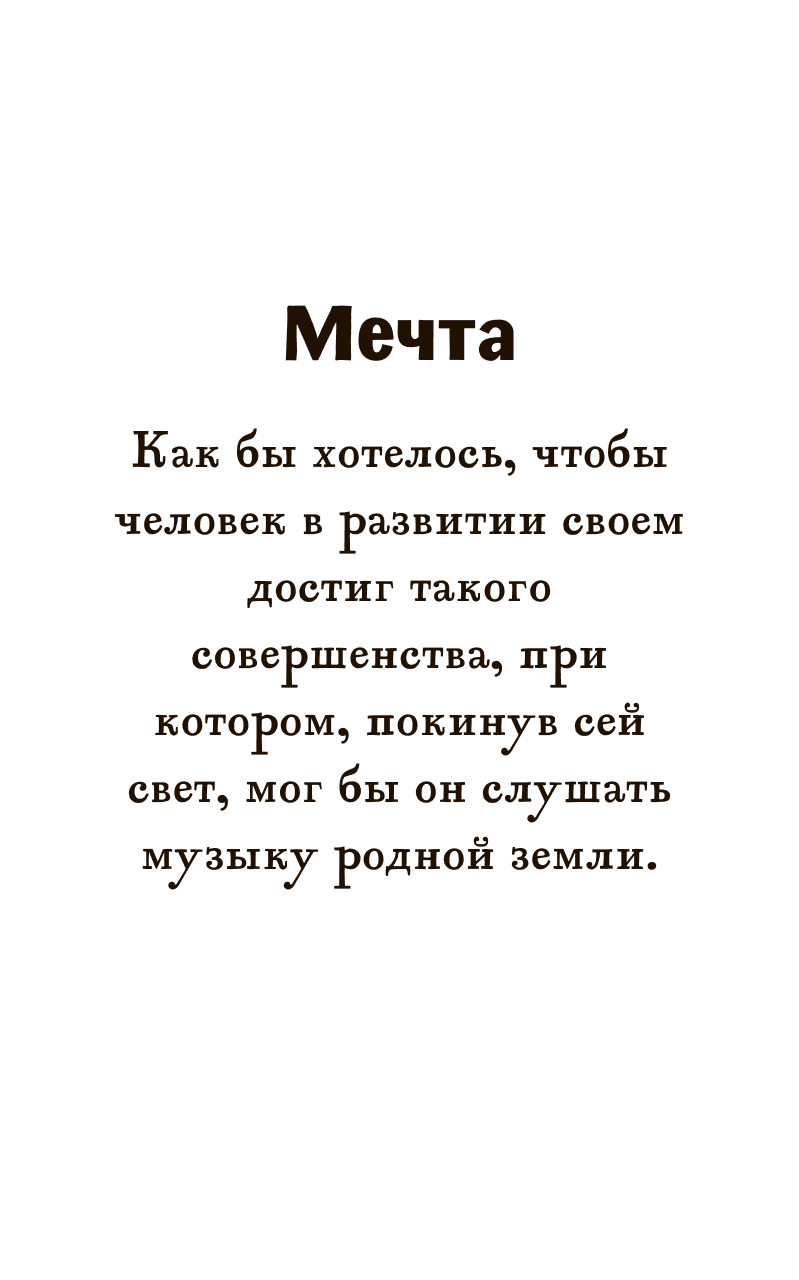 Мечта
Как бы хотелось, чтобы
человек в развитии своем
достиг такого
совершенства, при
котором, покинув сей
свет, мог бы он слушать
музыку родной земли.